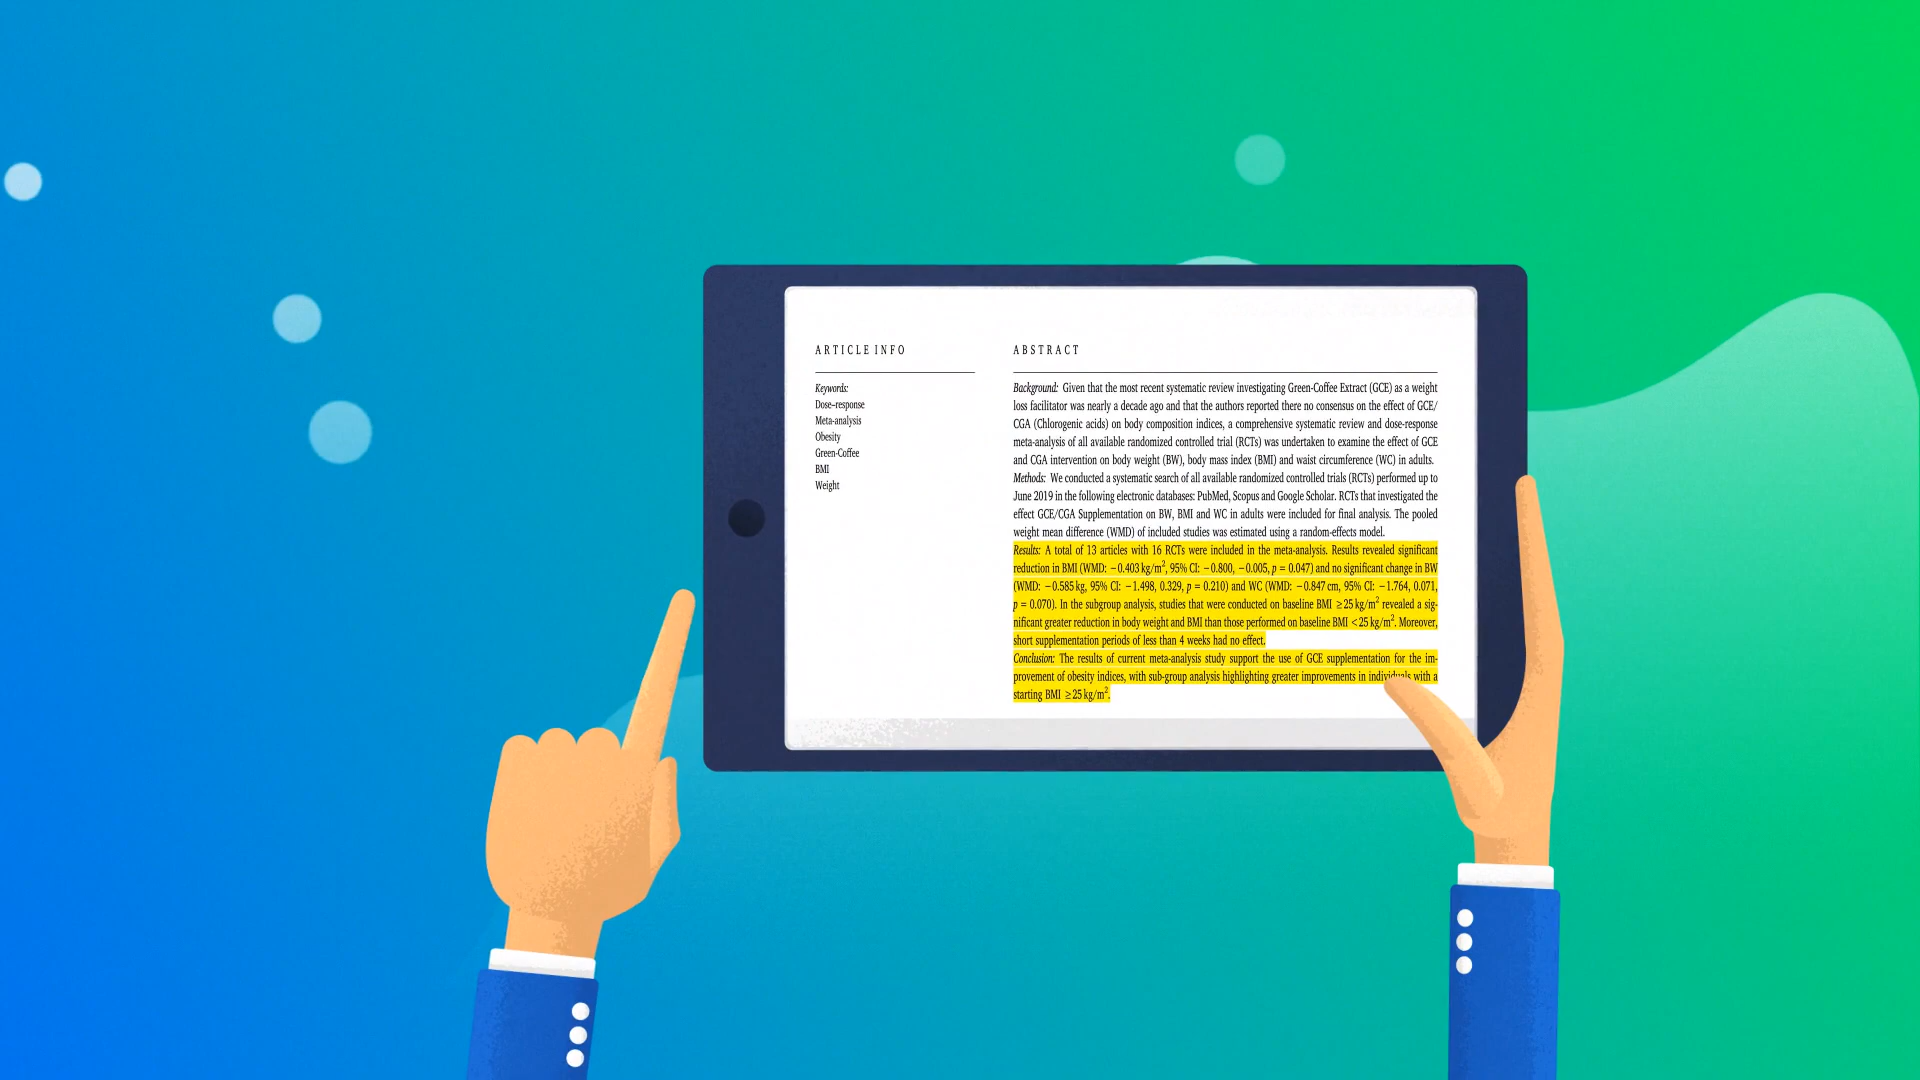 ARTICLE INFO
Keywords:
Dose-response
Meta-analysis
Obesity
Green-Coffee
BMI
Weight
ABSTRACT
Background: Given that the most recent systematic review investigating Green-Coffee Extract (GCE) as a weight
loss facilitator was nearly a decade ago and that the authors reported there no consensus on the effect of GCE/
CGA (Chlorogenic acids) on body composition indices, a comprehensive systematic review and dose-response
meta-analysis of all available randomized controlled trial (RCTs) was undertaken to examine the effect of GCE
and CGA intervention on body weight (BW), body mass index (BMI) and waist circumference (WC) in adults.
Methods: We conducted a systematic search of all available randomized controlled trials (RCTs) performed up to
June 2019 in the following electronic databases: PubMed, Scopus and Google Scholar. RCTs that investigated the
effect GCE/CGA Supplementation on BW, BMI and WC in adults were included for final analysis. The pooled
weight mean difference (WMD) of included studies was estimated using a random-effects model.
Results: A total of 13 articles with 16 RCTs were included in the meta-analysis. Results revealed significant
reduction in BMI (WMD: −0.403 kg/m², 95% CI: −0.800, −0.005, p = 0.047) and no significant change in BW
(WMD: −0.585 kg, 95% CI: −1.498, 0.329, p = 0.210) and WC (WMD: −0.847 cm, 95% CI: −1.764, 0.071,
p = 0.070). In the subgroup analysis, studies that were conducted on baseline BMI ≥25 kg/m² revealed a sig-
nificant greater reduction in body weight and BMI than those performed on baseline BMI <25 kg/m². Moreover,
short supplementation periods of less than 4 weeks had no effect.
Conclusion: The results of current meta-analysis study support the use of GCE supplementation for the im-
provement of obesity indices, with sub-group analysis highlighting greater improvements in individuals with a
starting BMI ≥25 kg/m².